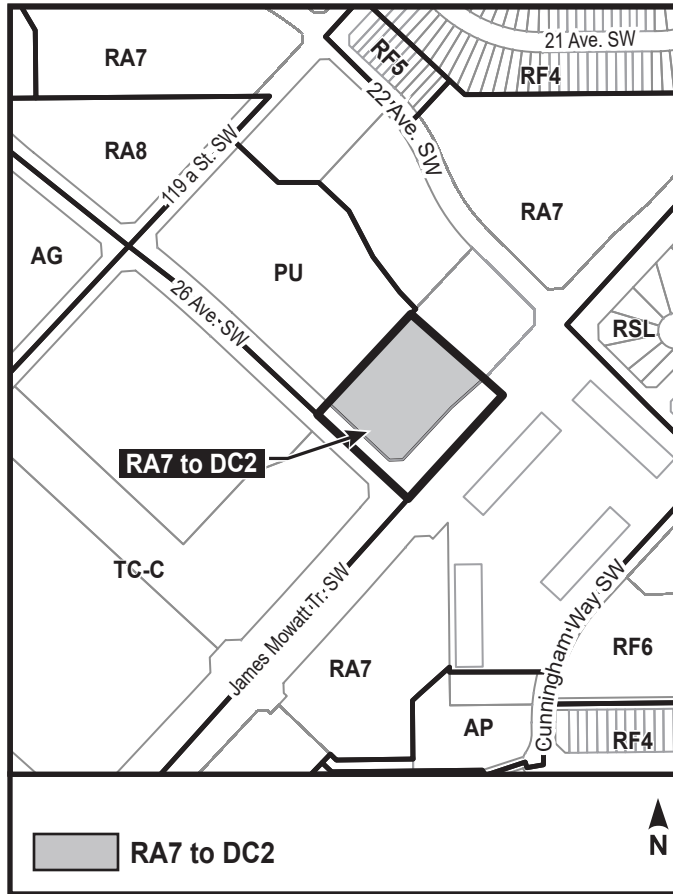 21 Ave. SW
RF5
RA7
RF4
22 Ave. SW
119 a St. SW
RA8
RA7
AG
PU
26 Ave. SW
RSL
RA7 to DC2
TC-C
James Mowatt Tr. SW
Cunningham Way SW
RF6
RA7
AP
RF4
RA7 to DC2
N